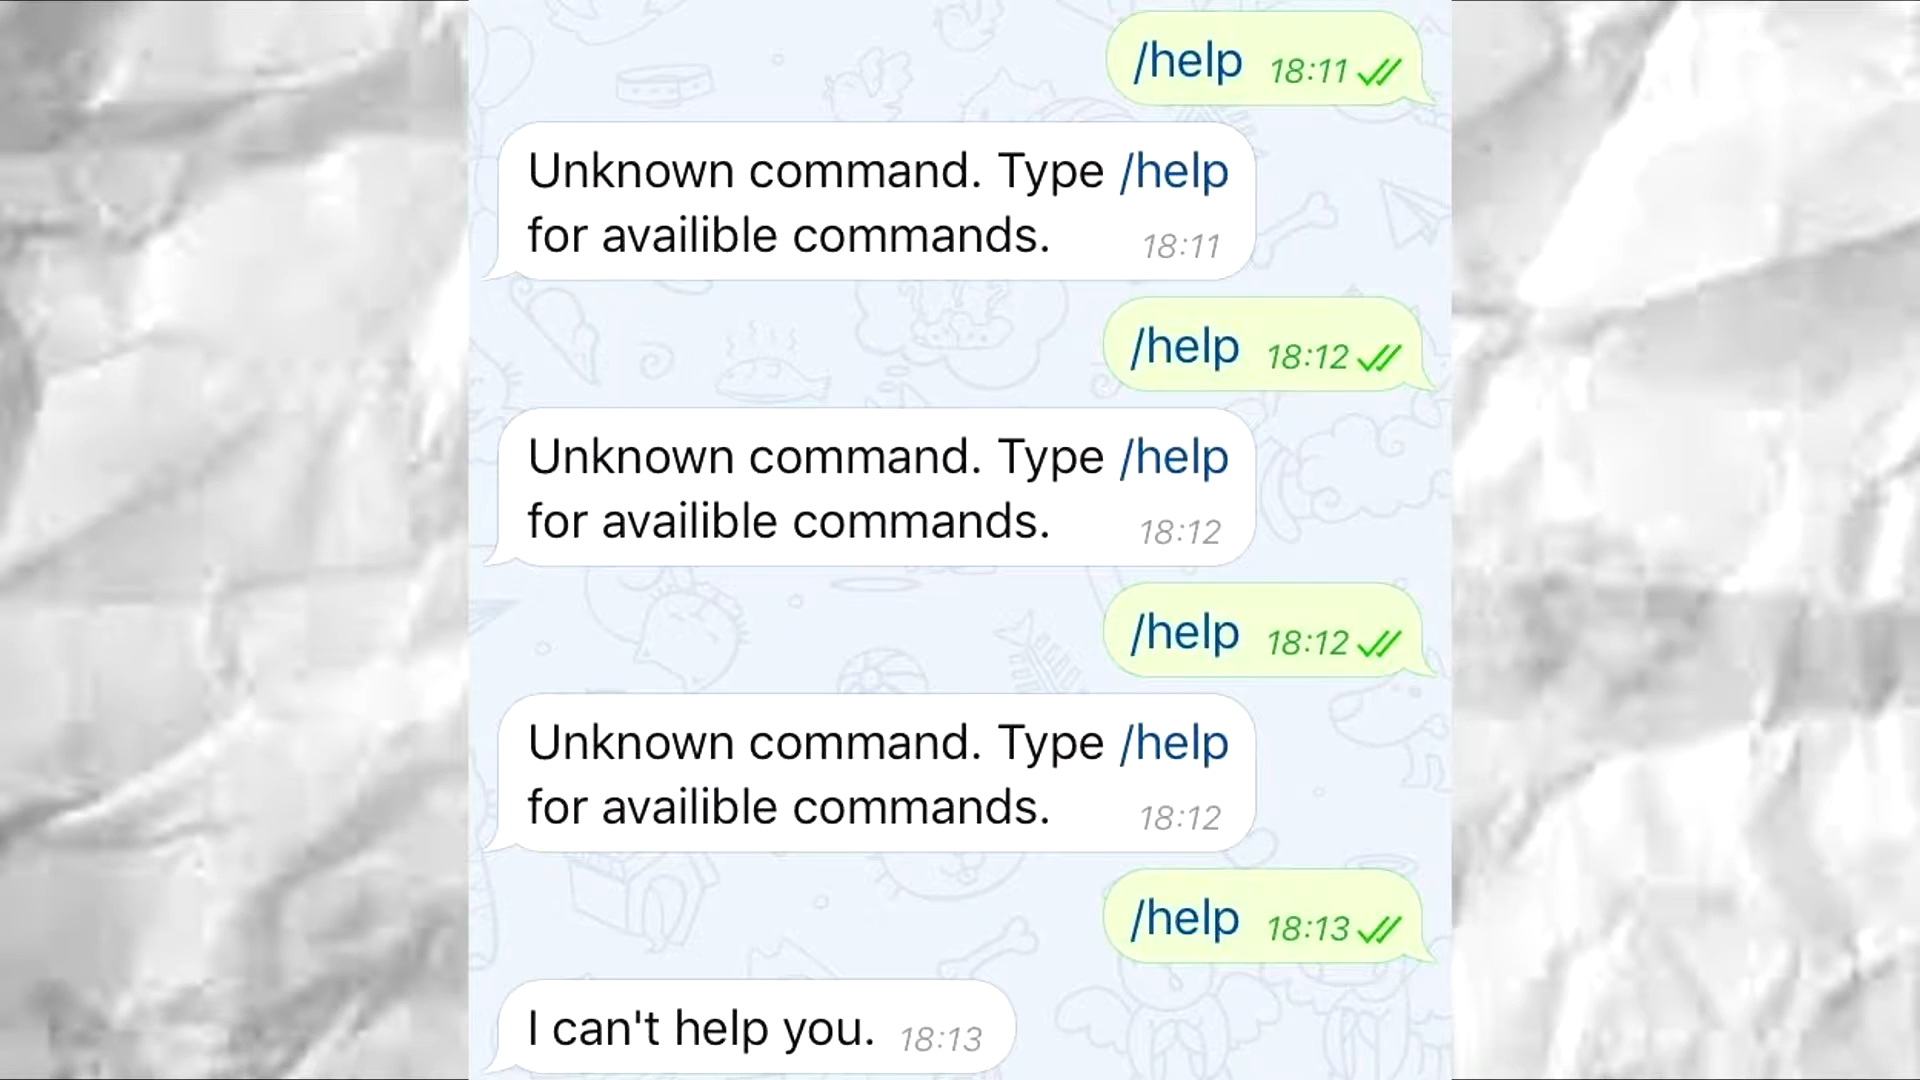 /help 18:11
Unknown command. Type /help
for availible commands. 18:11
/help 18:12
Unknown command. Type /help
for availible commands. 18:12
/help 18:12
Unknown command. Type /help
for availible commands. 18:12
/help 18:13
I can't help you. 18:13